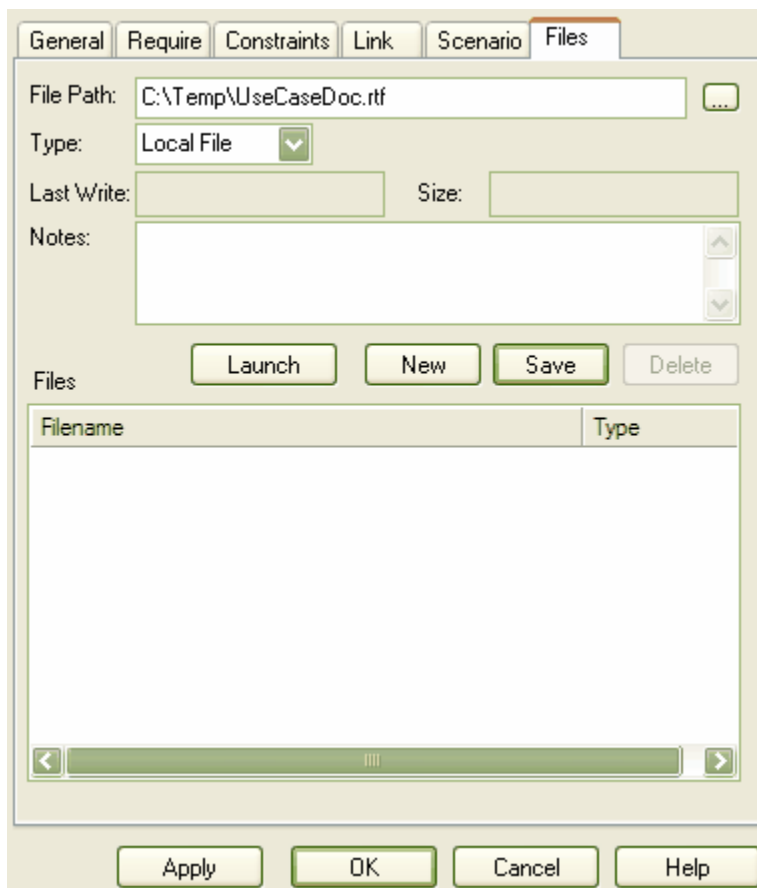 General Require Constraints Link Scenario Files
File Path: C:\Temp\UseCaseDoc.rtf ...
Type: Local File
Last Write: Size:
Notes:
Launch New Save Delete
Files
Filename Type
Apply OK Cancel Help